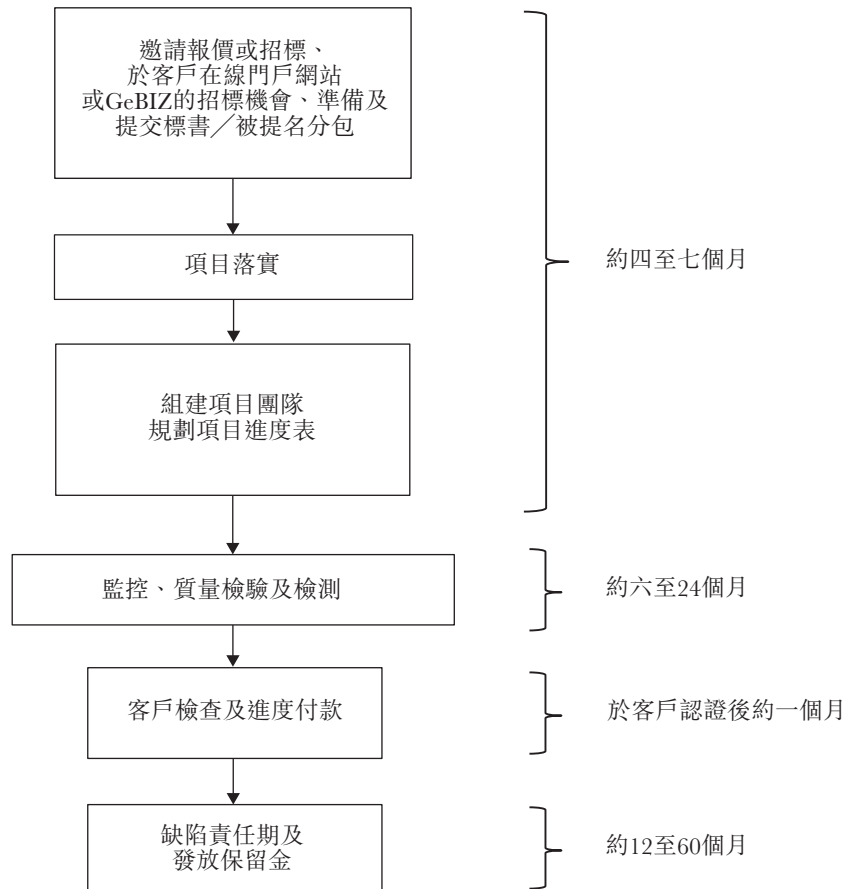 邀請報價或招標、
於客戶在線門戶網站
或GeBIZ的招標機會、準備及
提交標書／被提名分包
項目落實
約四至七個月
組建項目團隊
規劃項目進度表
監控、質量檢驗及檢測
約六至24個月
客戶檢查及進度付款
於客戶認證後約一個月
缺陷責任期及
發放保留金
約12至60個月